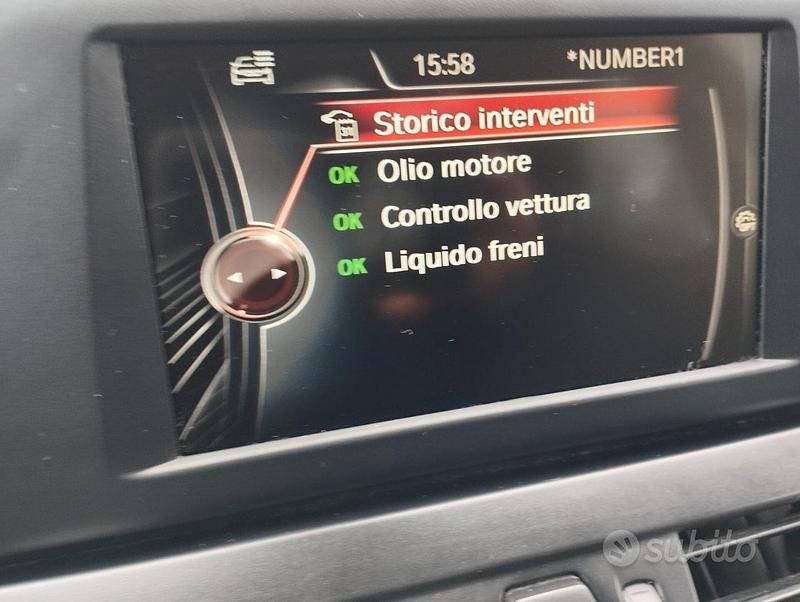 15:58 *NUMBER1
Storico interventi
OK Olio motore
OK Controllo vettura
OK Liquido freni
subito